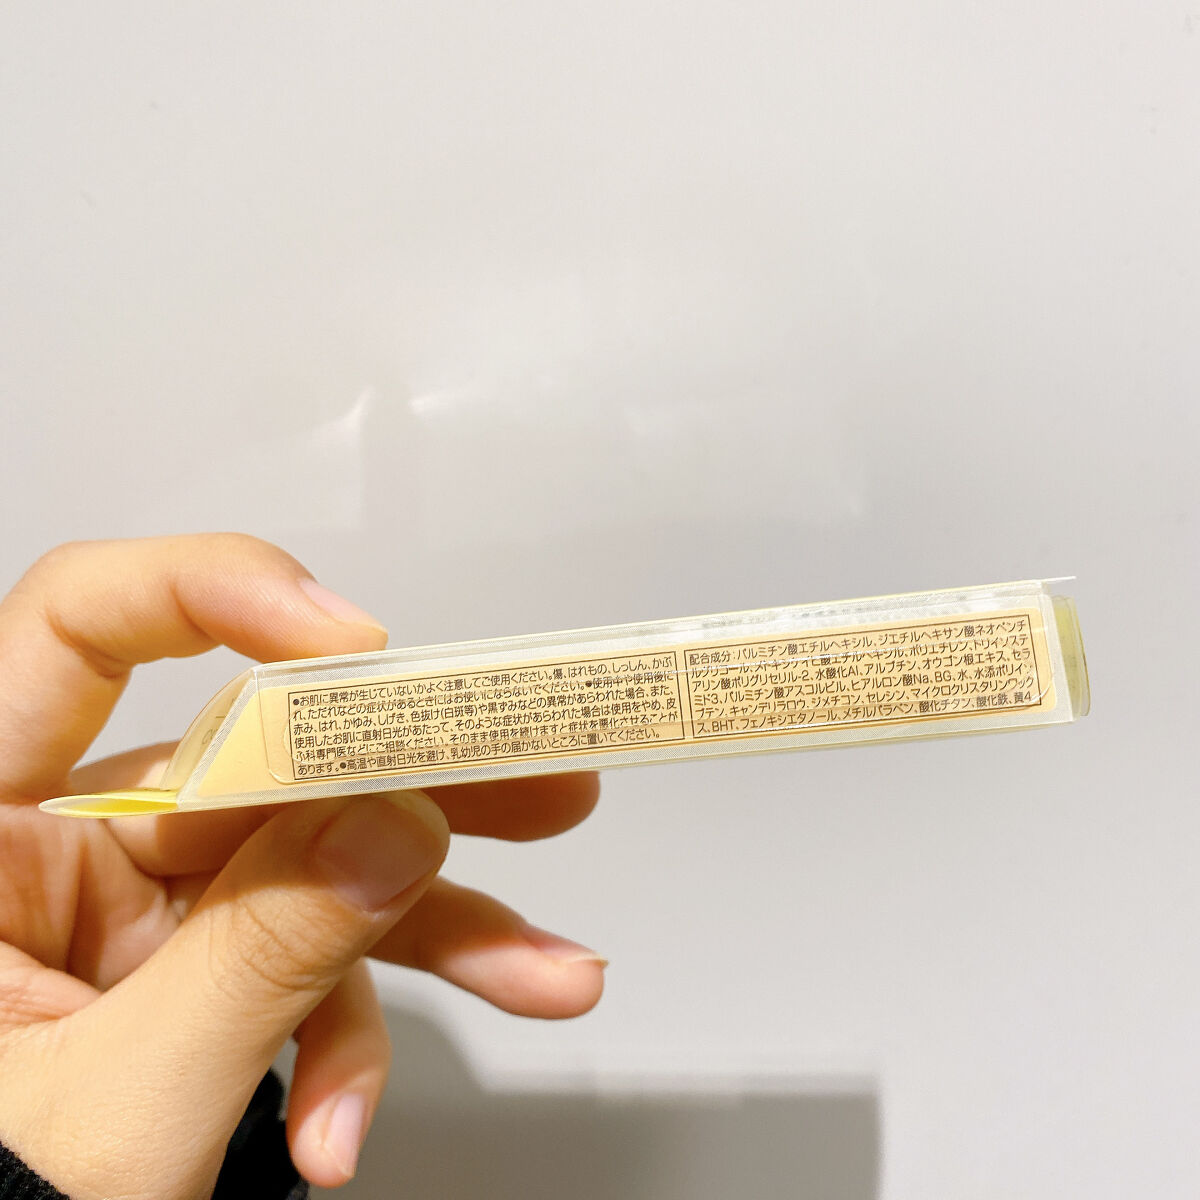 ●お肌に異常が生じていないかよく注意してご使用ください。傷、はれもの、しっしん、かぶ
れ、ただれなどの症状があるときにはお使いにならないでください。●使用中や使用後に
赤み、はれ、かゆみ、しげき、色抜け(白斑等)や黒ずみなどの異常があらわれた場合、また、
使用したお肌に直射日光があたって、そのような症状があらわれた場合は使用をやめ、皮
ふ科専門医などにご相談ください。そのまま使用を続けますと症状を悪化させることが
あります。●高温や直射日光を避け、乳幼児の手の届かないところに置いてください。
配合成分：パルミチン酸エチルヘキシル、ジエチルヘキサン酸ネオペンチ
ルグリコール、メトキシケイヒ酸エチルヘキシル、ポリエチレン、トリイソステ
アリン酸ポリグリセリル-2、水酸化Al、アルブチン、オウゴン根エキス、セラ
ミド3、パルミチン酸アスコルビル、ヒアルロン酸Na、BG、水、水添ポリイソ
ブテン、キャンデリラロウ、ジメチコン、セレシン、マイクロクリスタリンワック
ス、BHT、フェノキシエタノール、メチルパラベン、酸化チタン、酸化鉄、黄4